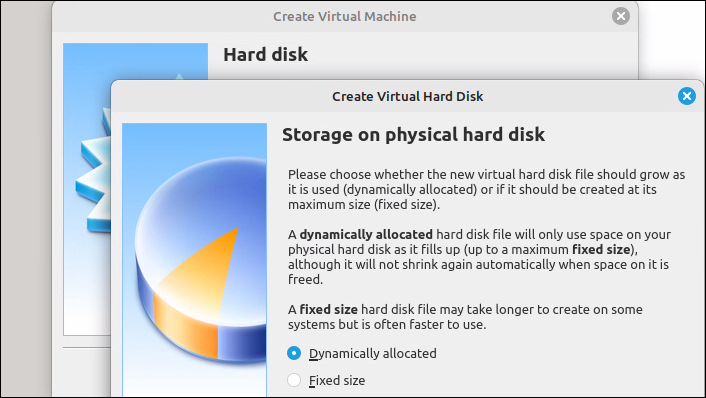 Create Virtual Machine
Hard disk
Create Virtual Hard Disk
Storage on physical hard disk
Please choose whether the new virtual hard disk file should grow as
it is used (dynamically allocated) or if it should be created at its
maximum size (fixed size).
A dynamically allocated hard disk file will only use space on your
physical hard disk as it fills up (up to a maximum fixed size),
although it will not shrink again automatically when space on it is
freed.
A fixed size hard disk file may take longer to create on some
systems but is often faster to use.
Dynamically allocated
Fixed size